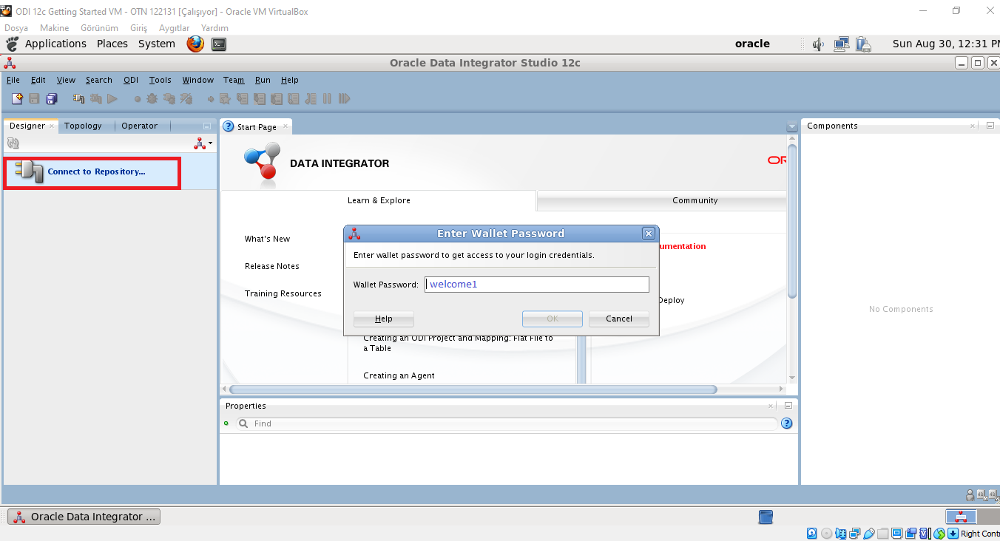 ODI 12c Getting Started VM - OTN 122131 [Çalışıyor] - Oracle VM VirtualBox
Dosya Makine Görünüm Giriş Aygıtlar Yardım
Applications Places System oracle Sun Aug 30, 12:31 PM
Oracle Data Integrator Studio 12c
File Edit View Search ODI Tools Window Team Run Help
Designer Topology Operator Start Page Components
Connect to Repository...
DATA INTEGRATOR
OR
Learn & Explore Community
What's New
Release Notes
Training Resources
Enter Wallet Password
Enter wallet password to get access to your login credentials.
Wallet Password: welcome1
Help OK Cancel
umentation
Deploy
Creating an ODI Project and Mapping: Flat File to
a Table
Creating an Agent
No Components
Properties
Find
Oracle Data Integrator ...
Right Contr